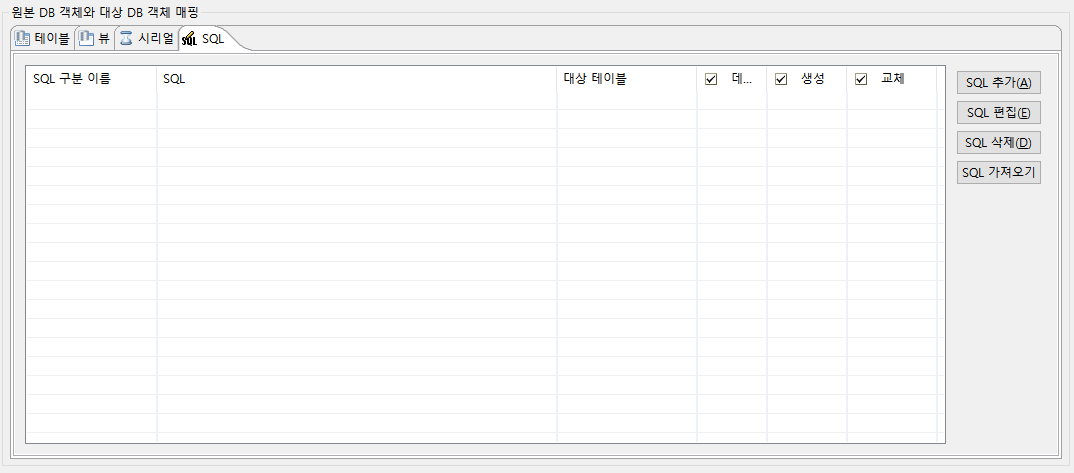 원본 DB 객체와 대상 DB 객체 매핑
테이블 뷰 시리얼 SQL SQL
SQL 구분 이름 SQL 대상 테이블 데... 생성 교체
SQL 추가(A)
SQL 편집(E)
SQL 삭제(D)
SQL 가져오기